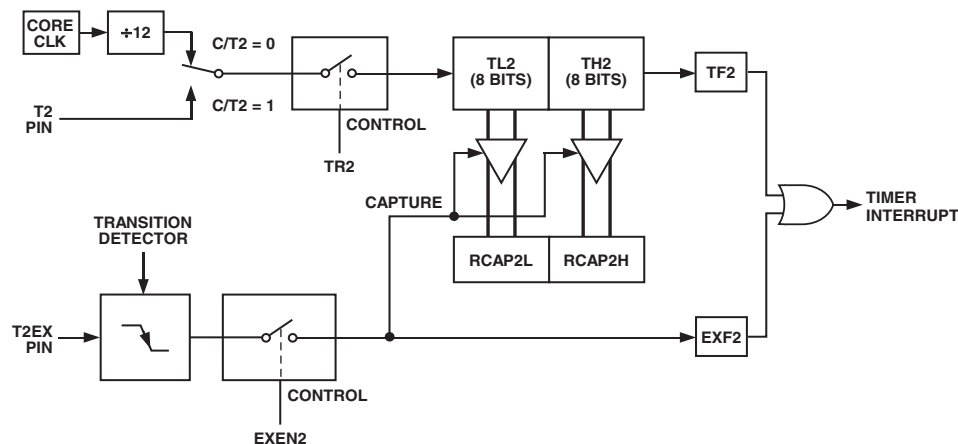 CORE
CLK
÷12
C/T2 = 0
C/T2 = 1
T2
PIN
CONTROL
TR2
TL2
(8 BITS)
TH2
(8 BITS)
TF2
CAPTURE
TIMER
INTERRUPT
TRANSITION
DETECTOR
RCAP2L
RCAP2H
T2EX
PIN
CONTROL
EXEN2
EXF2